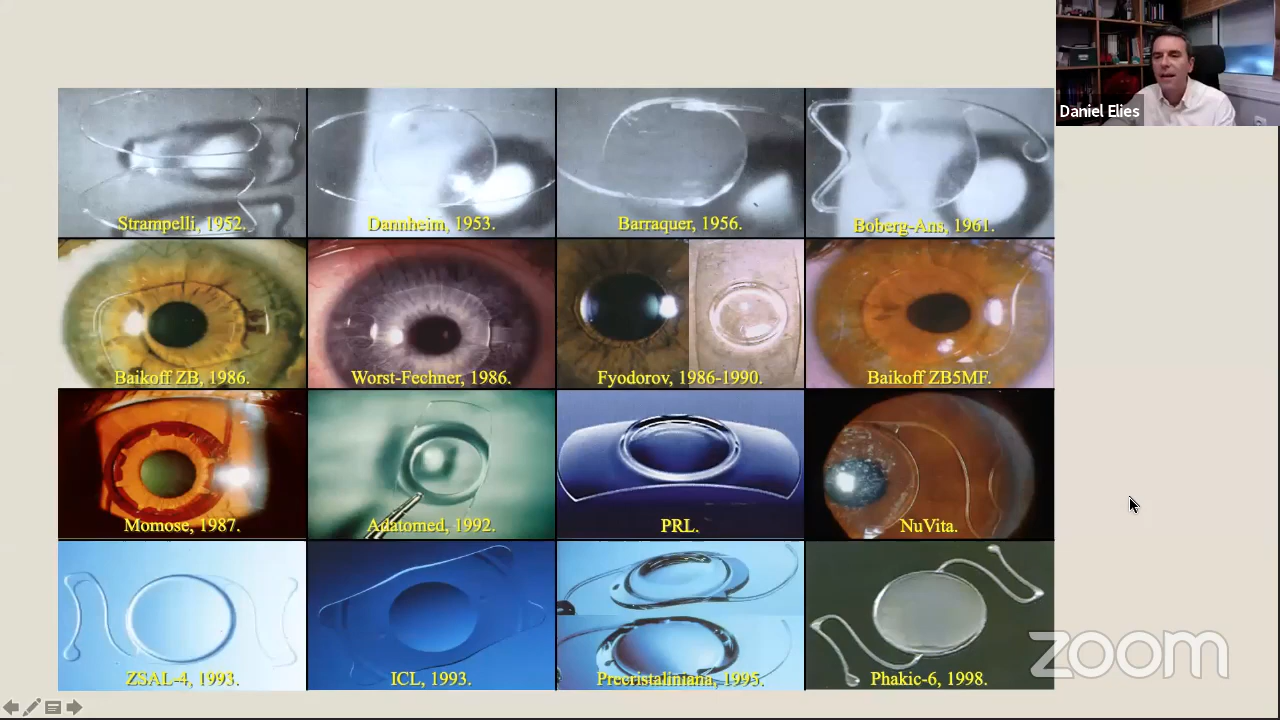 Daniel Elies
Strampelli, 1952.
Dannheim, 1953.
Barraquer, 1956.
Boberg-Ans, 1961.
Baikoff ZB, 1986.
Worst-Fechner, 1986.
Fyodorov, 1986-1990.
Baikoff ZB5MF.
Momose, 1987.
Adatomed, 1992.
PRL.
NuVita.
ZSAL-4, 1993.
ICL, 1993.
Precristaliniana, 1995.
Phakic-6, 1998.
zoom